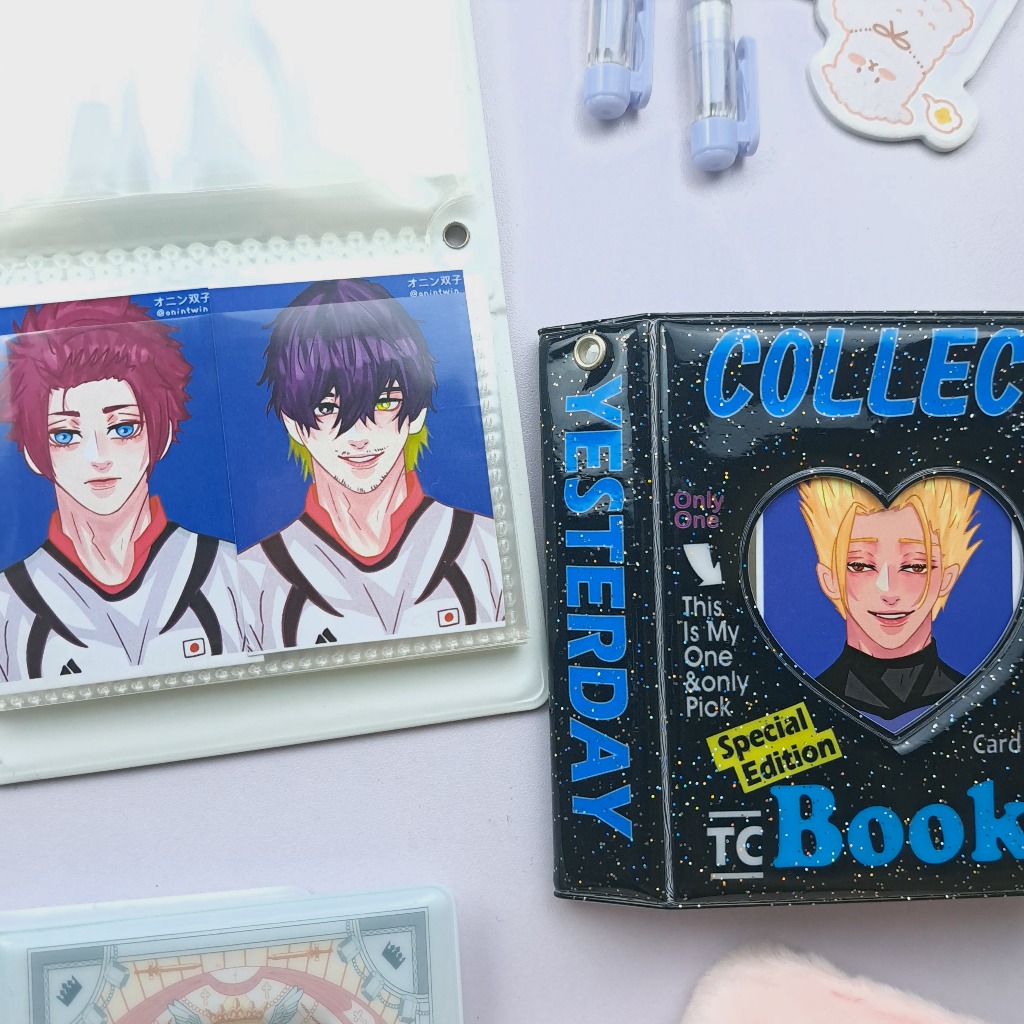 オニン双子
@onintwin
オニン双子
@onintwin
YESTERDAY
COLLEC
Only
One
This
Is My
One
&only
Pick
Special
Edition
Card
TC
Book